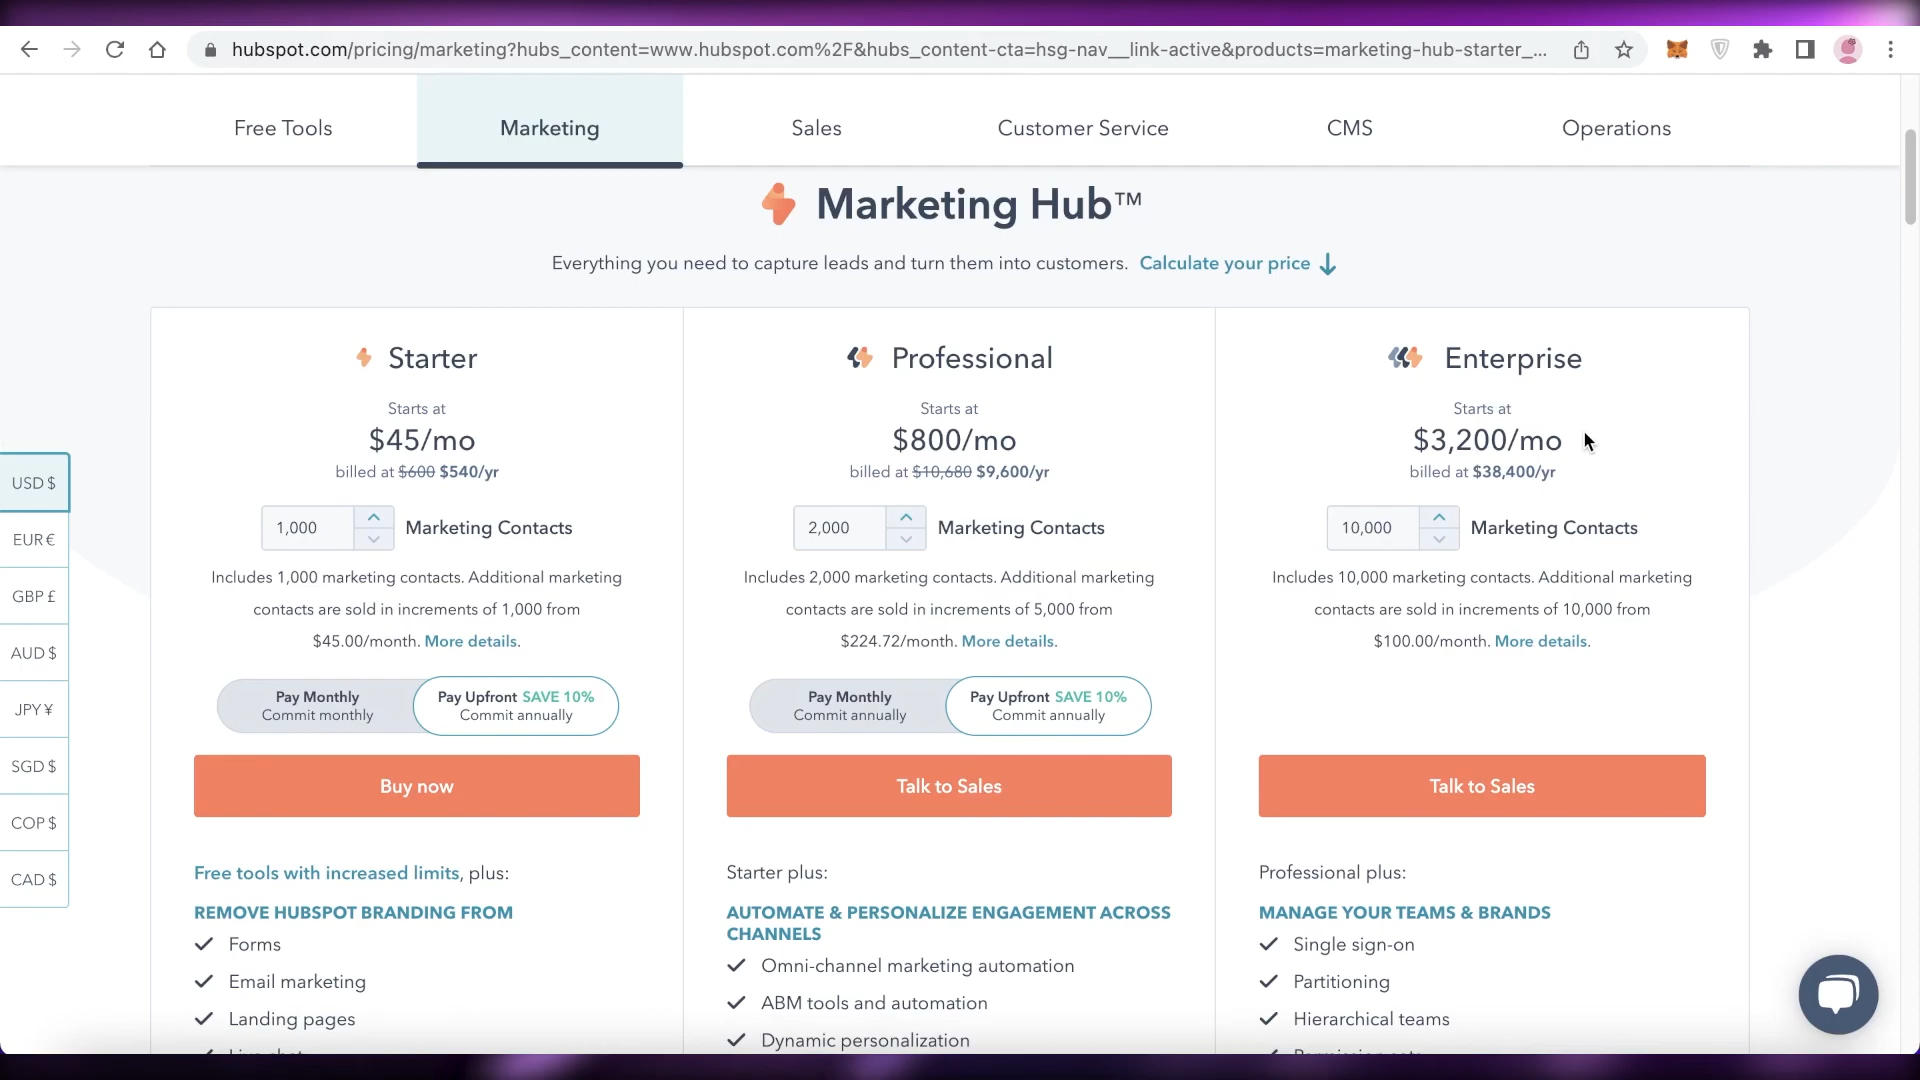 hubspot.com/pricing/marketing?hubs_content=www.hubspot.com%2F&hubs_content-cta=hsg-nav__link-active&products=marketing-hub-starter_...
Free Tools
Marketing
Sales
Customer Service
CMS
Operations
Marketing Hub™
Everything you need to capture leads and turn them into customers. Calculate your price ↓
Starter
Starts at
$45/mo
billed at $600 $540/yr
1,000 Marketing Contacts
Includes 1,000 marketing contacts. Additional marketing
contacts are sold in increments of 1,000 from
$45.00/month. More details.
Pay Monthly
Commit monthly
Pay Upfront SAVE 10%
Commit annually
Buy now
Free tools with increased limits, plus:
REMOVE HUBSPOT BRANDING FROM
Forms
Email marketing
Landing pages
Live chat
Professional
Starts at
$800/mo
billed at $10,680 $9,600/yr
2,000 Marketing Contacts
Includes 2,000 marketing contacts. Additional marketing
contacts are sold in increments of 5,000 from
$224.72/month. More details.
Pay Monthly
Commit annually
Pay Upfront SAVE 10%
Commit annually
Talk to Sales
Starter plus:
AUTOMATE & PERSONALIZE ENGAGEMENT ACROSS
CHANNELS
Omni-channel marketing automation
ABM tools and automation
Dynamic personalization
Enterprise
Starts at
$3,200/mo
billed at $38,400/yr
10,000 Marketing Contacts
Includes 10,000 marketing contacts. Additional marketing
contacts are sold in increments of 10,000 from
$100.00/month. More details.
Talk to Sales
Professional plus:
MANAGE YOUR TEAMS & BRANDS
Single sign-on
Partitioning
Hierarchical teams
USD $
EUR €
GBP £
AUD $
JPY ¥
SGD $
COP $
CAD $